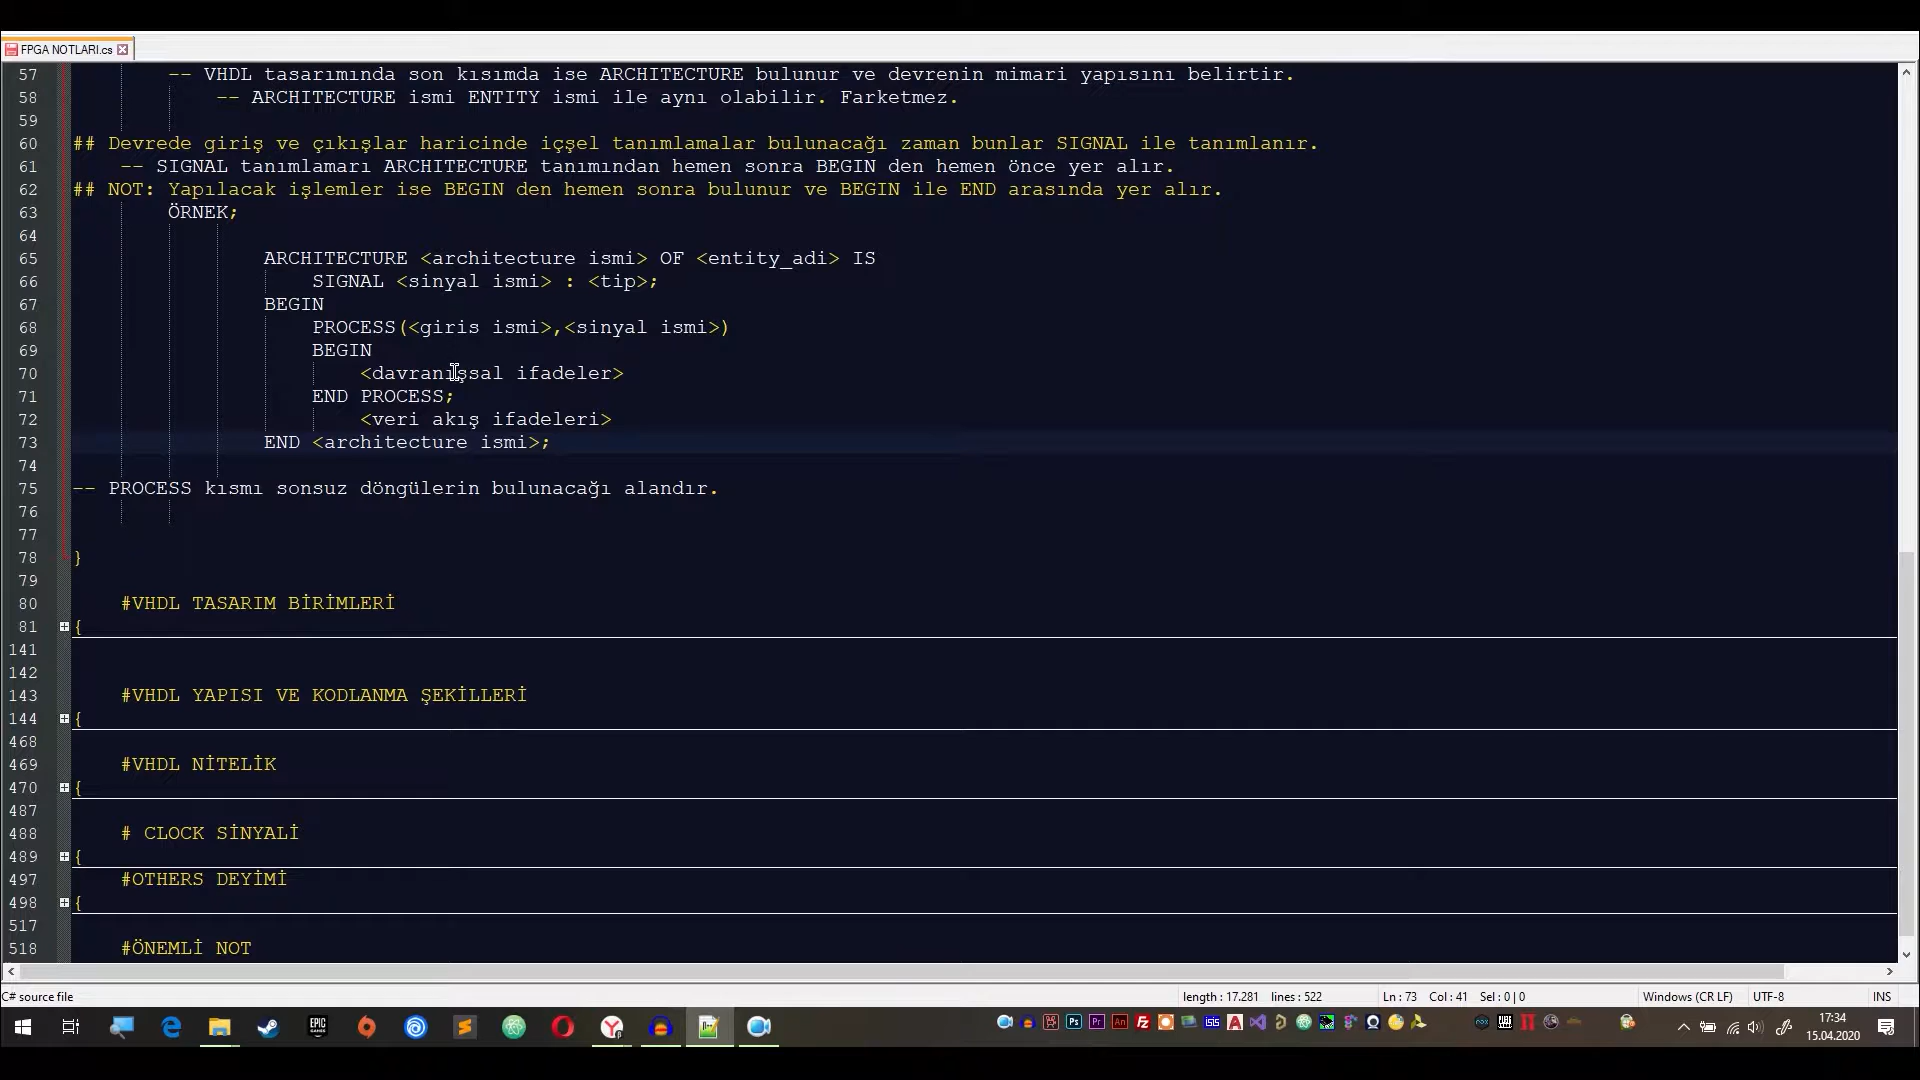 FPGA NOTLARI.cs
57 -- VHDL tasarımında son kısımda ise ARCHITECTURE bulunur ve devrenin mimari yapısını belirtir.
58 -- ARCHITECTURE ismi ENTITY ismi ile aynı olabilir. Farketmez.
59
60 ## Devrede giriş ve çıkışlar haricinde içşel tanımlamalar bulunacağı zaman bunlar SIGNAL ile tanımlanır.
61 -- SIGNAL tanımlamarı ARCHITECTURE tanımından hemen sonra BEGIN den hemen önce yer alır.
62 ## NOT: Yapılacak işlemler ise BEGIN den hemen sonra bulunur ve BEGIN ile END arasında yer alır.
63 ÖRNEK;
64
65 ARCHITECTURE <architecture ismi> OF <entity_adi> IS
66 SIGNAL <sinyal ismi> : <tip>;
67 BEGIN
68 PROCESS(<giris ismi>,<sinyal ismi>)
69 BEGIN
70 <davranışsal ifadeler>
71 END PROCESS;
72 <veri akış ifadeleri>
73 END <architecture ismi>;
74
75 -- PROCESS kısmı sonsuz döngülerin bulunacağı alandır.
76
77
78 }
79
80 #VHDL TASARIM BİRİMLERİ
81 {
141
142
143 #VHDL YAPISI VE KODLANMA ŞEKİLLERİ
144 {
468
469 #VHDL NİTELİK
470 {
487
488 # CLOCK SİNYALİ
489 {
497 #OTHERS DEYİMİ
498 {
517
518 #ÖNEMLİ NOT
C# source file length : 17.281 lines : 522 Ln : 73 Col : 41 Sel : 0 | 0 Windows (CR LF) UTF-8 INS
17:34
15.04.2020